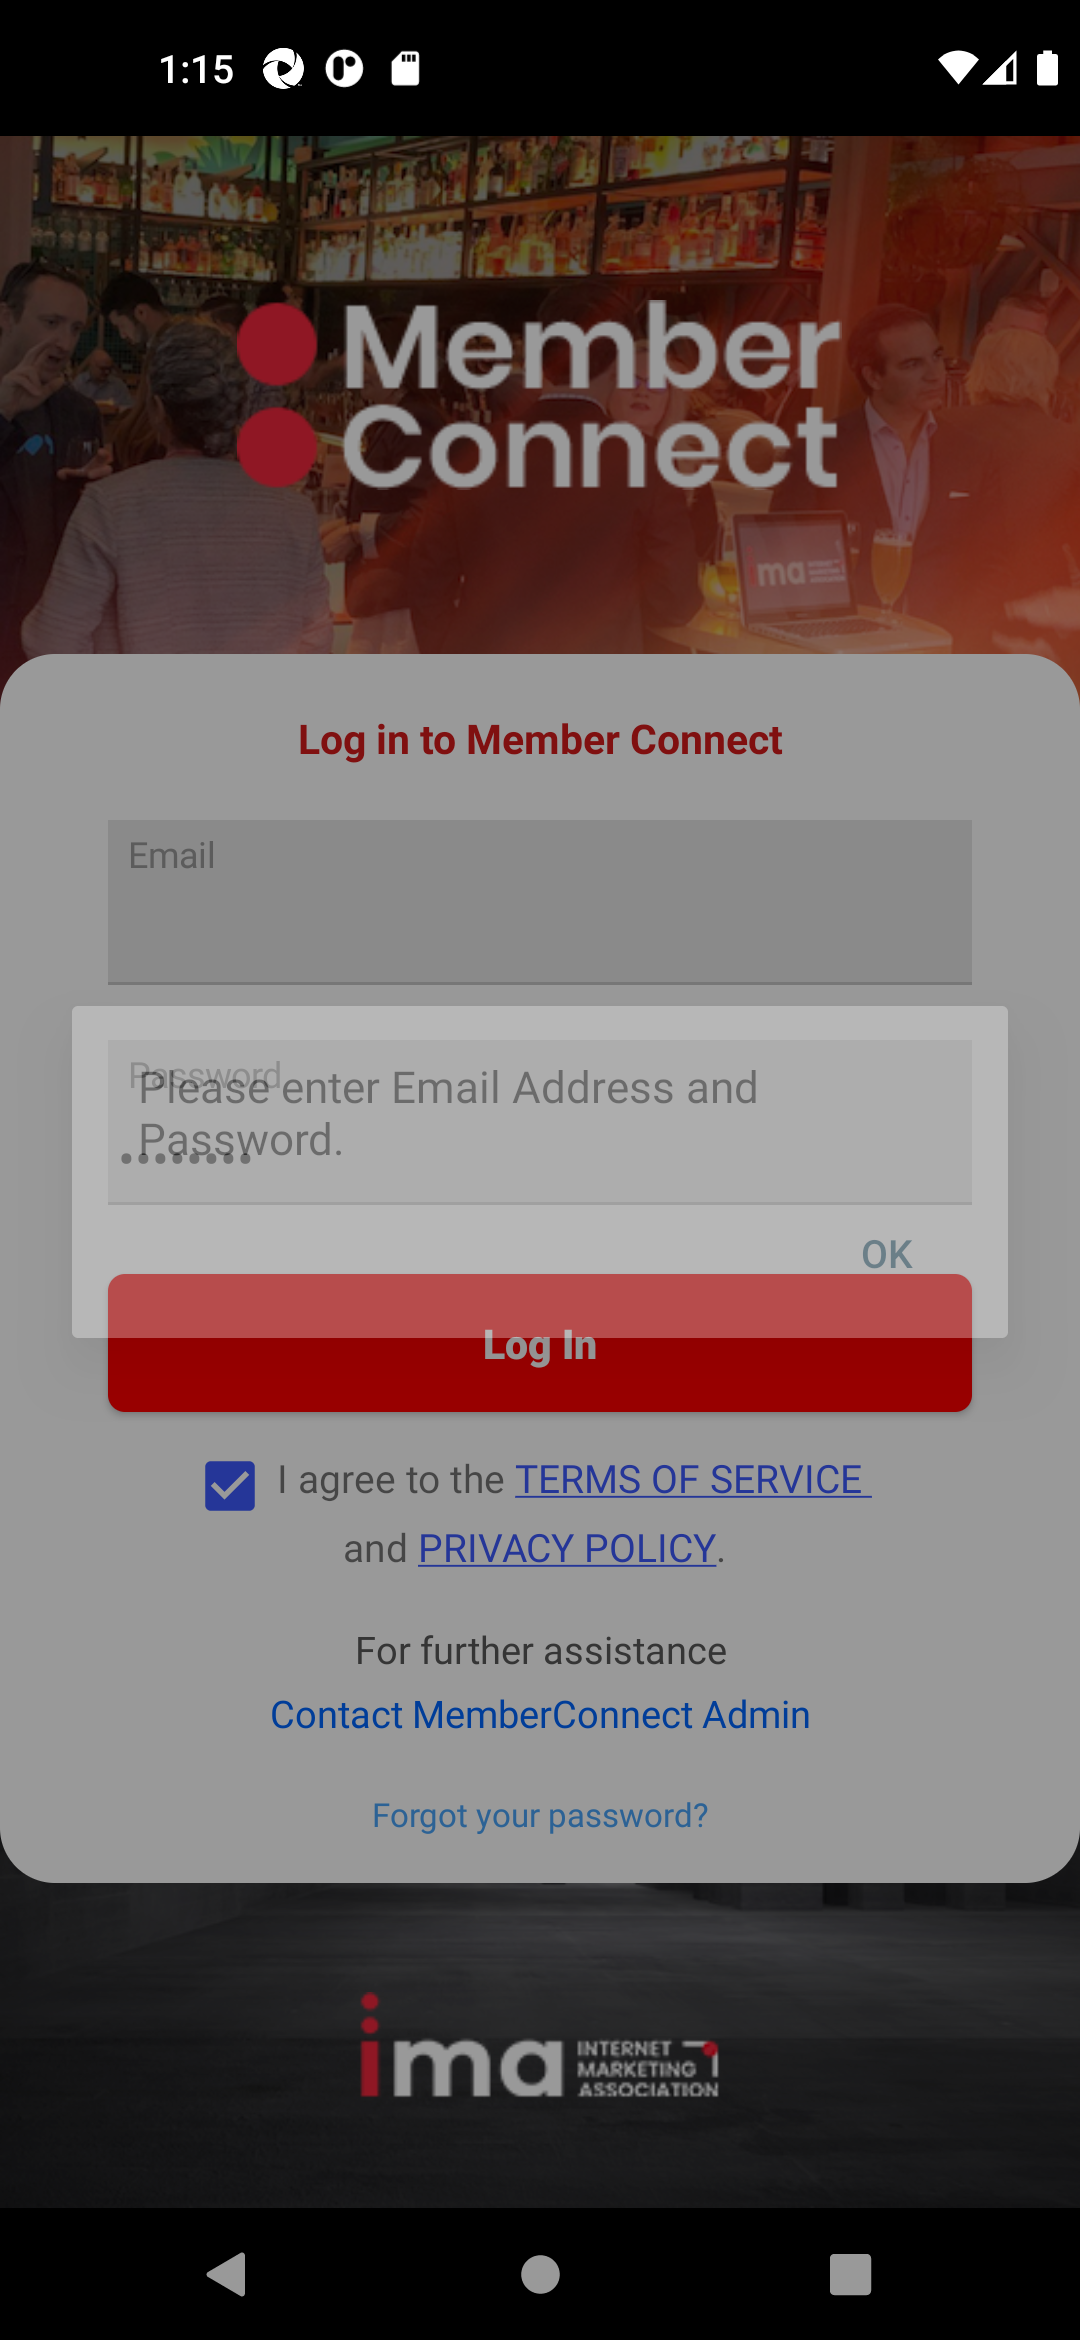 1:15
Member
Connect
ima
Log in to Member Connect
Email
Password
Please enter Email Address and
Password.
••••••••
OK
Log In
I agree to the TERMS OF SERVICE
and PRIVACY POLICY.
For further assistance
Contact MemberConnect Admin
Forgot your password?
ima INTERNET
MARKETING
ASSOCIATION